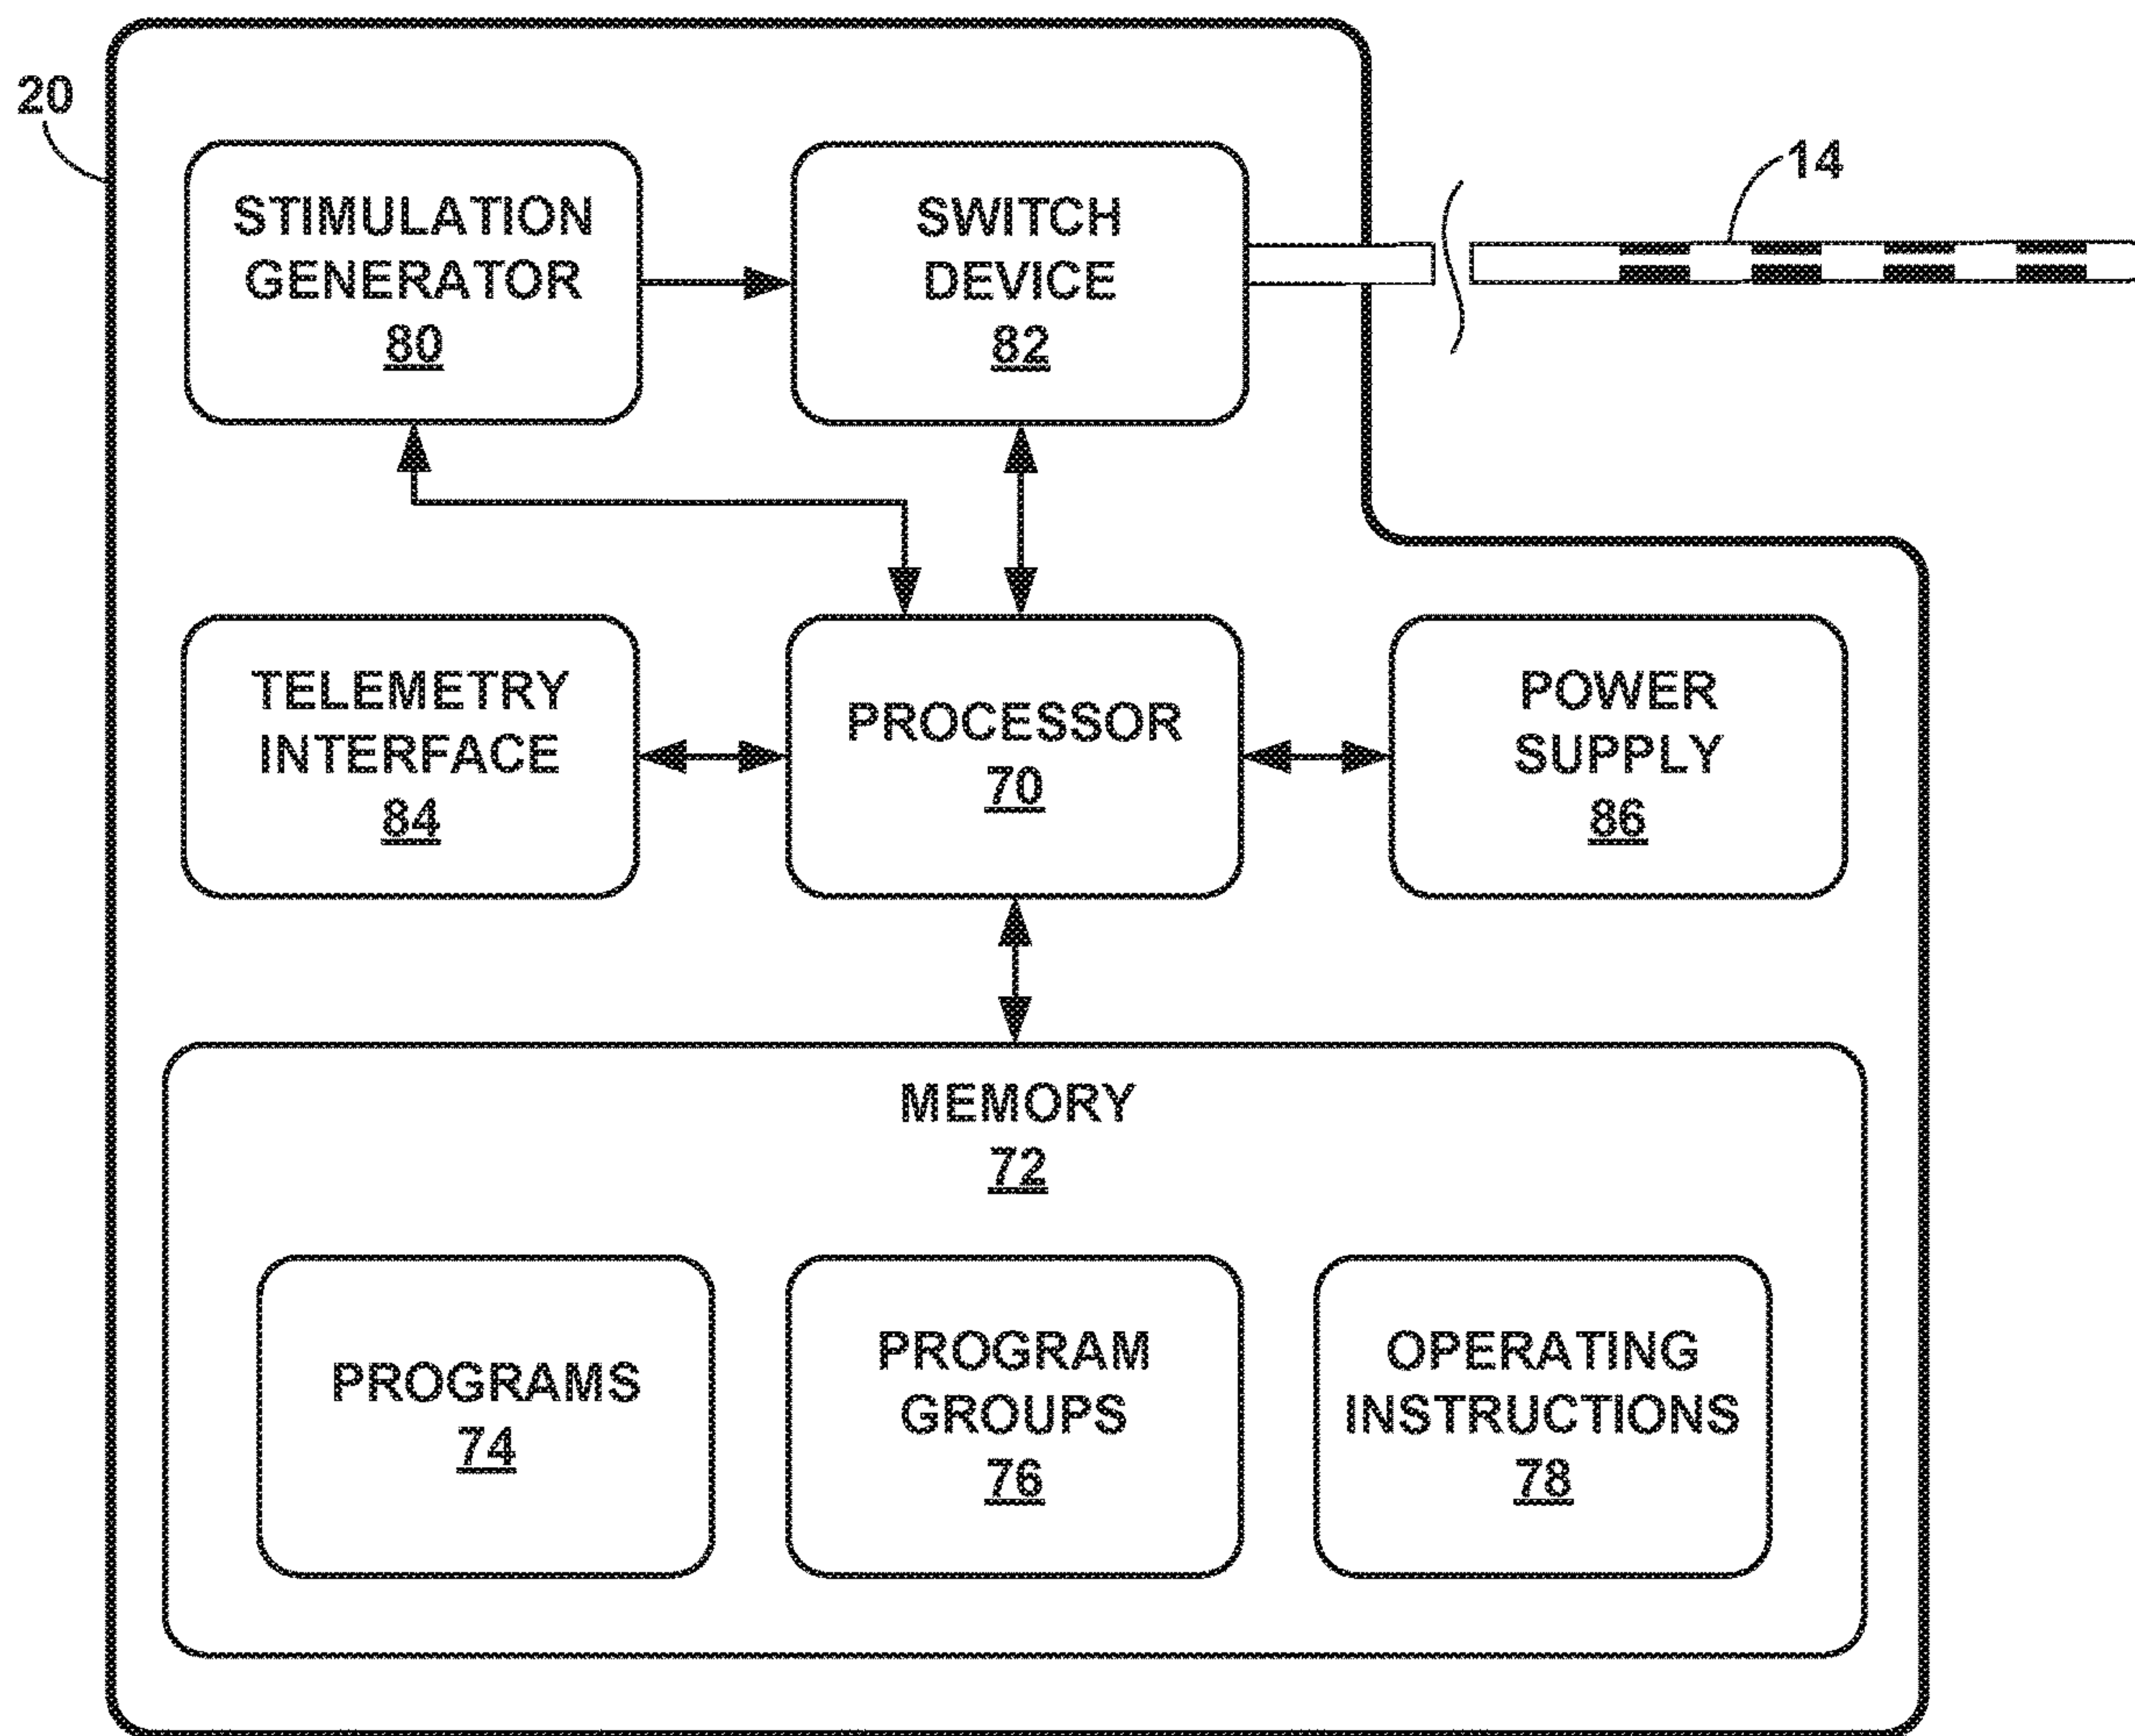 20
14
STIMULATION
GENERATOR
80
SWITCH
DEVICE
82
TELEMETRY
INTERFACE
84
PROCESSOR
70
POWER
SUPPLY
86
MEMORY
72
PROGRAMS
74
PROGRAM
GROUPS
76
OPERATING
INSTRUCTIONS
78